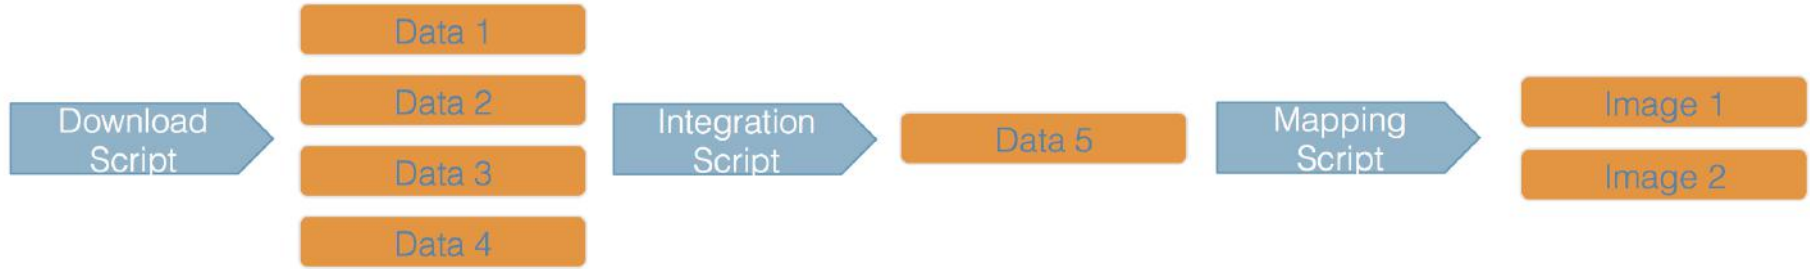 Download
Script
Data 1
Data 2
Data 3
Data 4
Integration
Script
Data 5
Mapping
Script
Image 1
Image 2